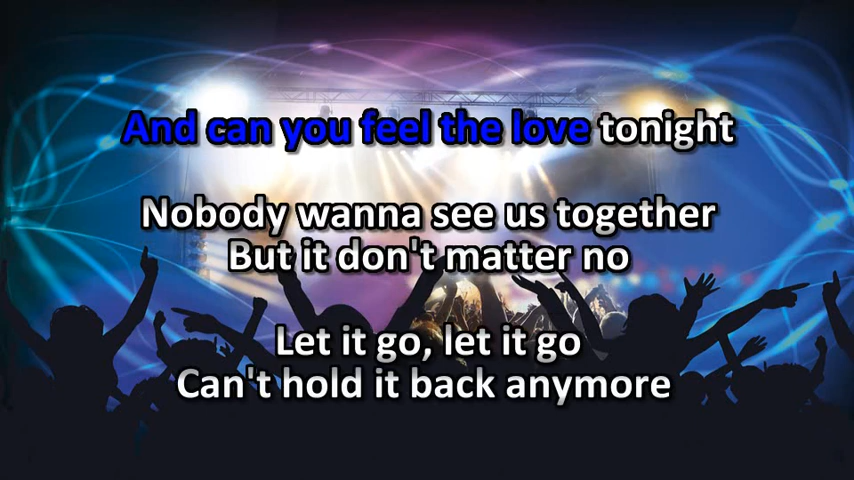 And can you feel the love tonight
Nobody wanna see us together
But it don't matter no
Let it go, let it go
Can't hold it back anymore